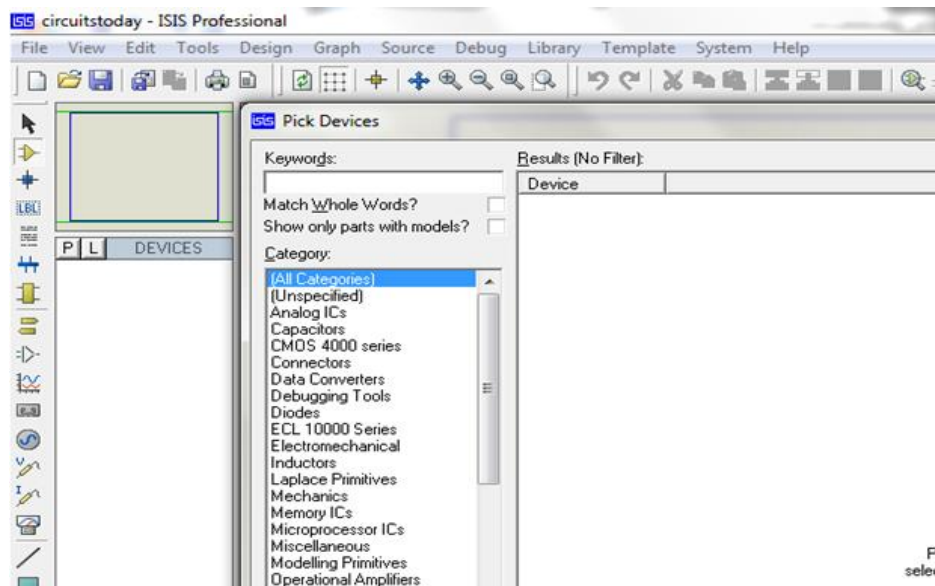 circuitstoday - ISIS Professional
File View Edit Tools Design Graph Source Debug Library Template System Help
Pick Devices
Keywords:
Results (No Filter):
Device
Match Whole Words?
Show only parts with models?
P L DEVICES
Category:
(All Categories)
(Unspecified)
Analog ICs
Capacitors
CMOS 4000 series
Connectors
Data Converters
Debugging Tools
Diodes
ECL 10000 Series
Electromechanical
Inductors
Laplace Primitives
Mechanics
Memory ICs
Microprocessor ICs
Miscellaneous
Modelling Primitives
Operational Amplifiers
LBL